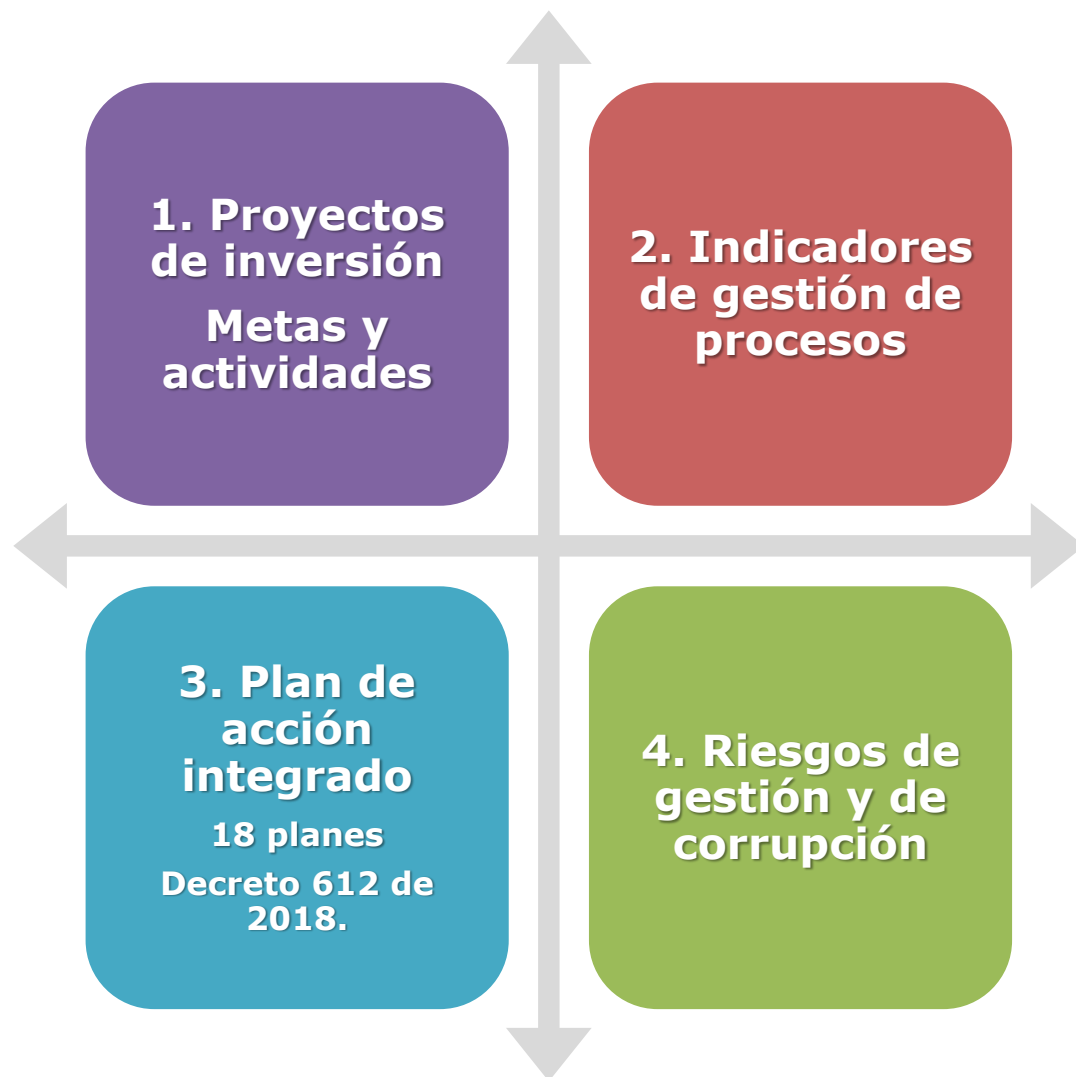 1. Proyectos
de inversión
Metas y
actividades
2. Indicadores
de gestión de
procesos
3. Plan de
acción
integrado
18 planes
Decreto 612 de
2018.
4. Riesgos de
gestión y de
corrupción